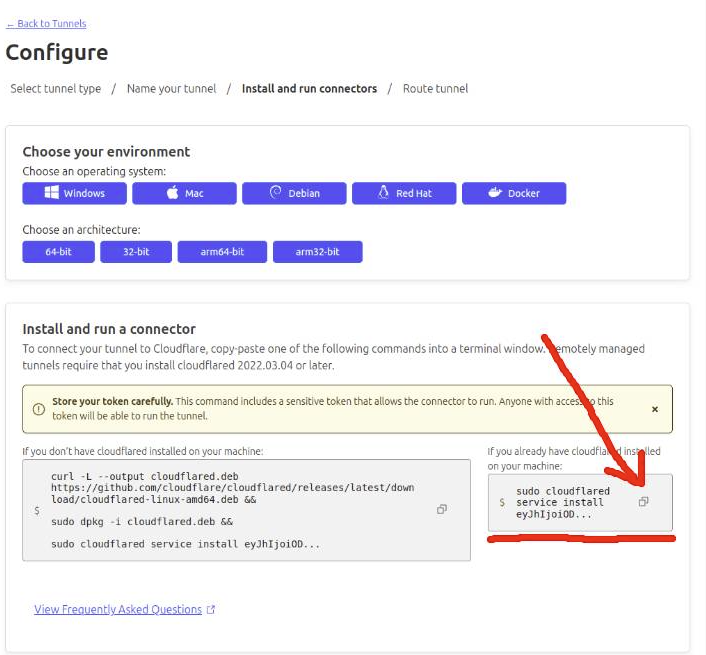 ← Back to Tunnels
Configure
Select tunnel type / Name your tunnel / Install and run connectors / Route tunnel
Choose your environment
Choose an operating system:
Windows Mac Debian Red Hat Docker
Choose an architecture:
64-bit 32-bit arm64-bit arm32-bit
Install and run a connector
To connect your tunnel to Cloudflare, copy-paste one of the following commands into a terminal window. Remotely managed
tunnels require that you install cloudflared 2022.03.04 or later.
Store your token carefully. This command includes a sensitive token that allows the connector to run. Anyone with access to this
token will be able to run the tunnel.
If you don't have cloudflared installed on your machine:
$ curl -L --output cloudflared.deb
https://github.com/cloudflare/cloudflared/releases/latest/down
load/cloudflared-linux-amd64.deb &&
sudo dpkg -i cloudflared.deb &&
sudo cloudflared service install eyJhIjoiOD...
If you already have cloudflared installed
on your machine:
$ sudo cloudflared
service install
eyJhIjoiOD...
View Frequently Asked Questions